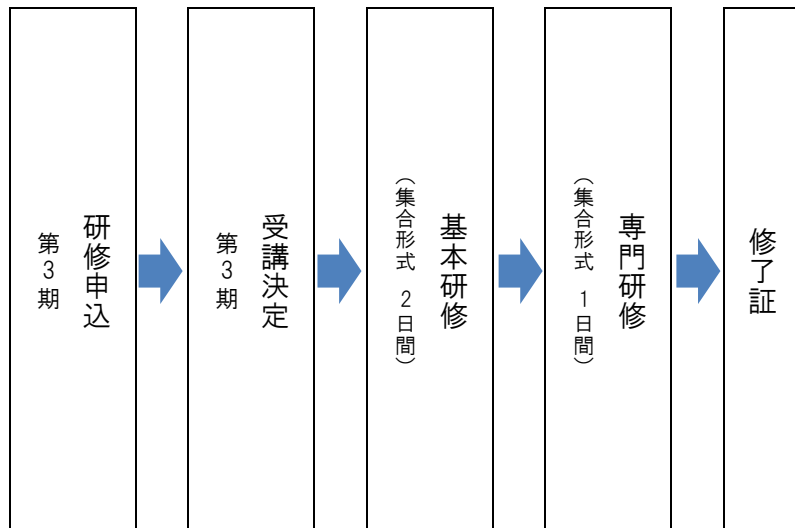 研修申込
第3期
受講決定
第3期
基本研修
（集合形式 2日間）
専門研修
（集合形式 1日間）
修了証